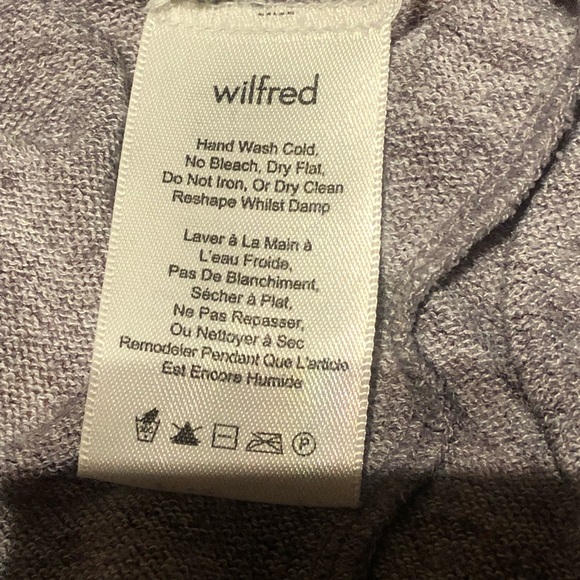 wilfred
Hand Wash Cold,
No Bleach, Dry Flat,
Do Not Iron, Or Dry Clean
Reshape Whilst Damp
Laver à La Main à
L'eau Froide,
Pas De Blanchiment,
Sécher à Plat,
Ne Pas Repasser,
Ou Nettoyer à Sec
Remodeler Pendant Que L'article
Est Encore Humide
P